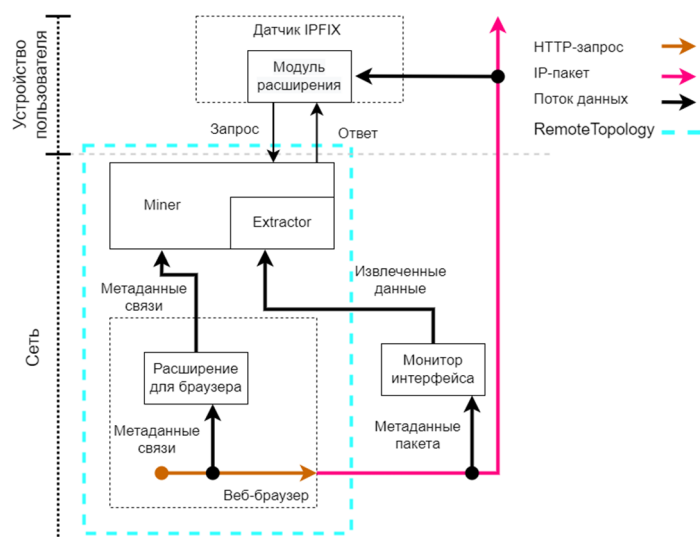 Устройство
пользователя
Сеть
Датчик IPFIX
Модуль
расширения
Запрос
Ответ
Miner
Extractor
Метаданные
связи
Извлеченные
данные
Расширение
для браузера
Монитор
интерфейса
Метаданные
связи
Метаданные
пакета
Веб-браузер
HTTP-запрос
IP-пакет
Поток данных
RemoteTopology